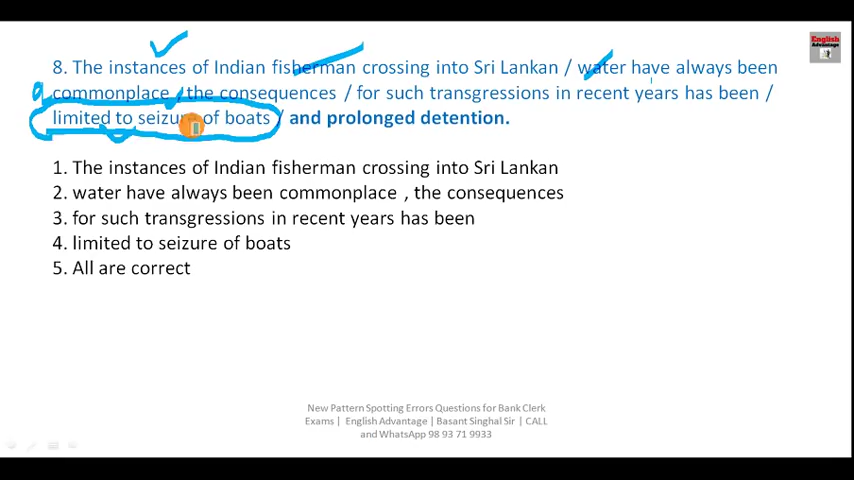 English
Advantage
8. The instances of Indian fisherman crossing into Sri Lankan / water have always been
commonplace , the consequences / for such transgressions in recent years has been /
limited to seizure of boats / and prolonged detention.
1. The instances of Indian fisherman crossing into Sri Lankan
2. water have always been commonplace , the consequences
3. for such transgressions in recent years has been
4. limited to seizure of boats
5. All are correct
New Pattern Spotting Errors Questions for Bank Clerk
Exams | English Advantage | Basant Singhal Sir | CALL
and WhatsApp 98 93 71 9933